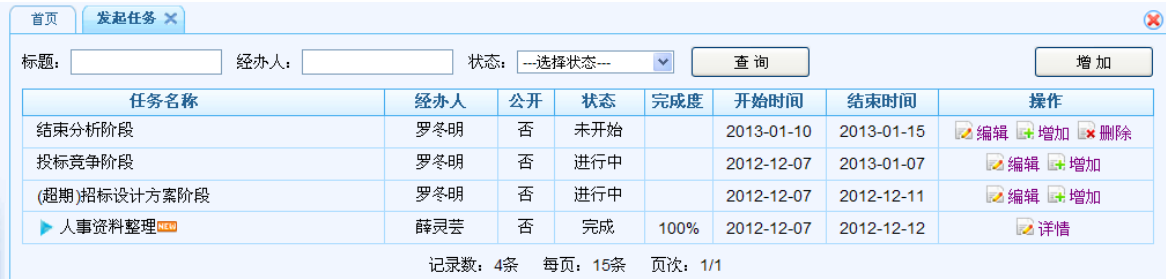 首页 发起任务
标题： 经办人： 状态： ---选择状态--- 查询 增加
任务名称 经办人 公开 状态 完成度 开始时间 结束时间 操作
结束分析阶段 罗冬明 否 未开始 2013-01-10 2013-01-15 编辑 增加 删除
投标竞争阶段 罗冬明 否 进行中 2012-12-07 2013-01-07 编辑 增加
(超期)招标设计方案阶段 罗冬明 否 进行中 2012-12-07 2012-12-11 编辑 增加
人事资料整理NEW 薛灵芸 否 完成 100% 2012-12-07 2012-12-12 详情
记录数：4条 每页：15条 页次：1/1